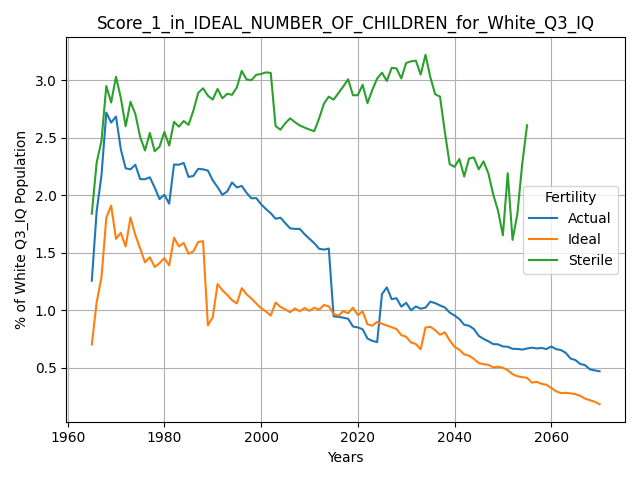 Score_1_in_IDEAL_NUMBER_OF_CHILDREN_for_White_Q3_IQ
% of White Q3_IQ Population
3.0
2.5
2.0
1.5
1.0
0.5
Fertility
Actual
Ideal
Sterile
1960
1980
2000
2020
2040
2060
Years